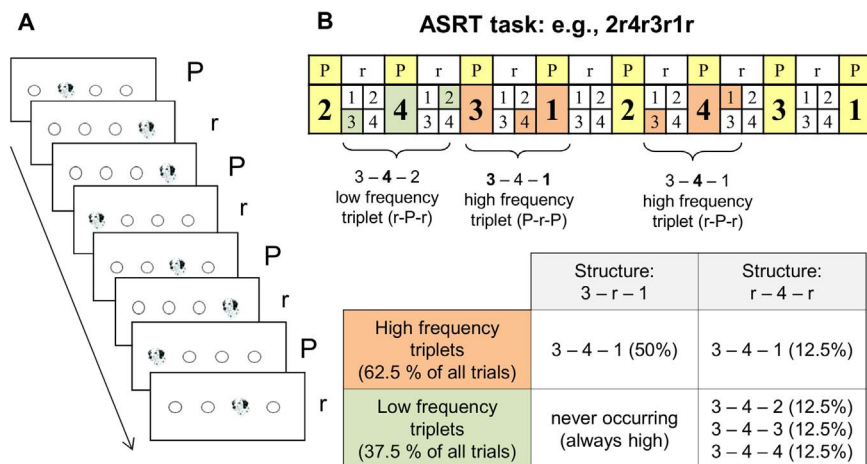 A
P
r
P
r
P
r
P
r
B
ASRT task: e.g., 2r4r3r1r
P r P r P r P r P r P r P
2 1 2 3 4 4 1 2 3 4 3 1 2 3 4 1 1 2 3 4 2 1 2 3 4 4 1 2 3 4 3 1 2 3 4 1
3 – 4 – 2
low frequency
triplet (r-P-r)
3 – 4 – 1
high frequency
triplet (P-r-P)
3 – 4 – 1
high frequency
triplet (r-P-r)
Structure:
3 – r – 1
Structure:
r – 4 – r
High frequency
triplets
(62.5 % of all trials)
3 – 4 – 1 (50%)
3 – 4 – 1 (12.5%)
Low frequency
triplets
(37.5 % of all trials)
never occurring
(always high)
3 – 4 – 2 (12.5%)
3 – 4 – 3 (12.5%)
3 – 4 – 4 (12.5%)